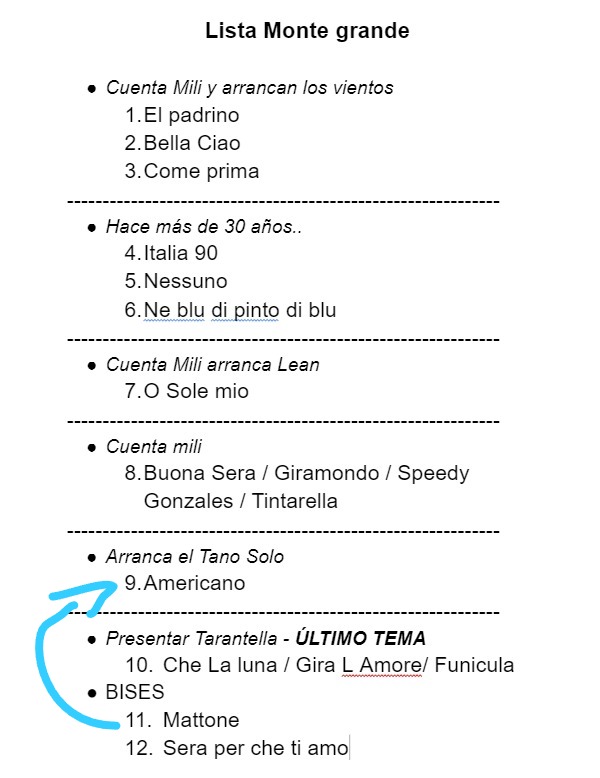 Lista Monte grande
● Cuenta Mili y arrancan los vientos
1.El padrino
2.Bella Ciao
3.Come prima
---------------------------------------------------------------
● Hace más de 30 años..
4.Italia 90
5.Nessuno
6.Ne blu di pinto di blu
---------------------------------------------------------------
● Cuenta Mili arranca Lean
7.O Sole mio
---------------------------------------------------------------
● Cuenta mili
8.Buona Sera / Giramondo / Speedy
Gonzales / Tintarella
---------------------------------------------------------------
● Arranca el Tano Solo
9.Americano
---------------------------------------------------------------
● Presentar Tarantella - ÚLTIMO TEMA
10. Che La luna / Gira L Amore/ Funicula
● BISES
11. Mattone
12. Sera per che ti amo